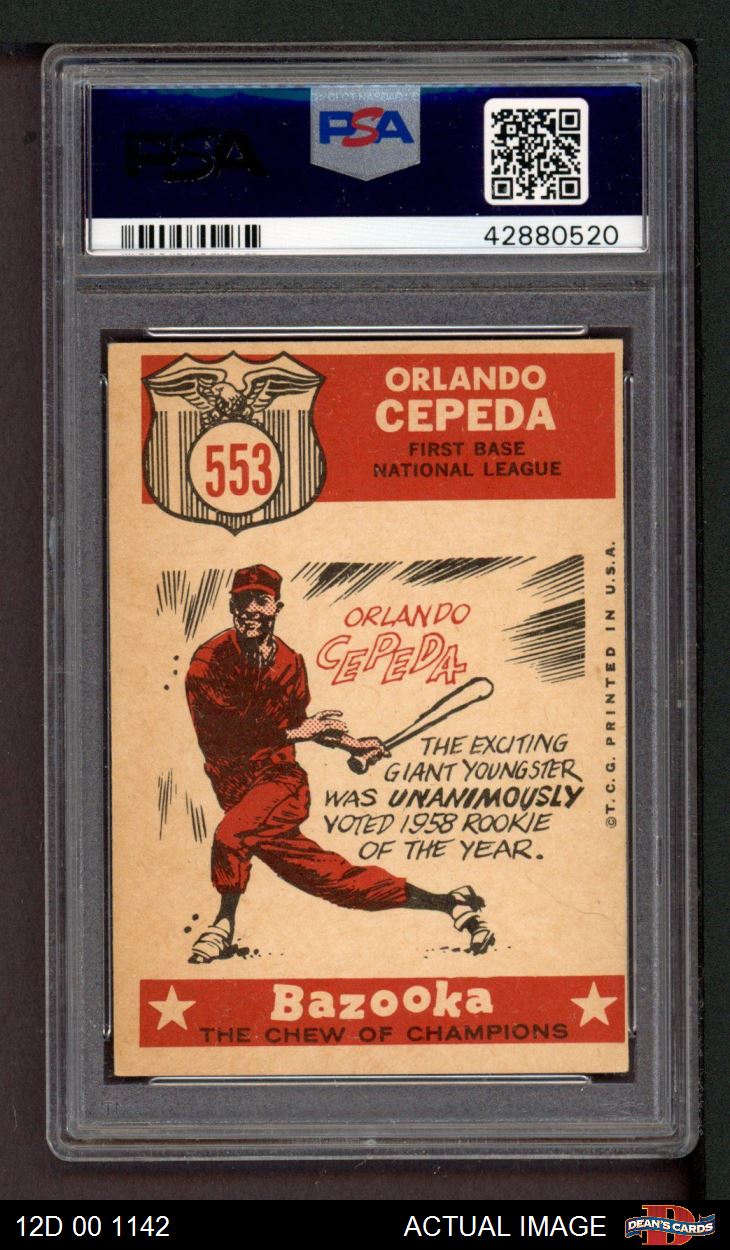 PSA
PSA
42880520
553
ORLANDO
CEPEDA
FIRST BASE
NATIONAL LEAGUE
S
ORLANDO
CEPEDA
THE EXCITING
GIANT YOUNGSTER
WAS UNANIMOUSLY
VOTED 1958 ROOKIE
OF THE YEAR.
©T.C.G. PRINTED IN U.S.A.
Bazooka
THE CHEW OF CHAMPIONS
12D 00 1142
ACTUAL IMAGE
D
DEAN'S CARDS